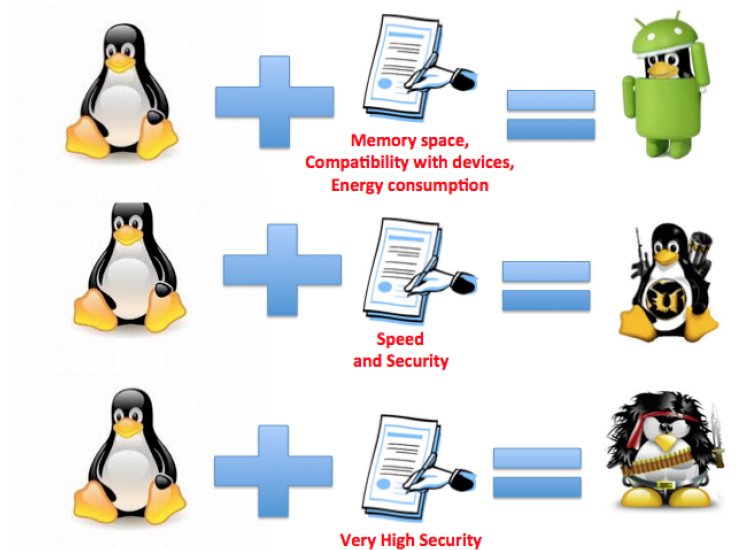 Memory space,
Compatibility with devices,
Energy consumption
Speed
and Security
Very High Security